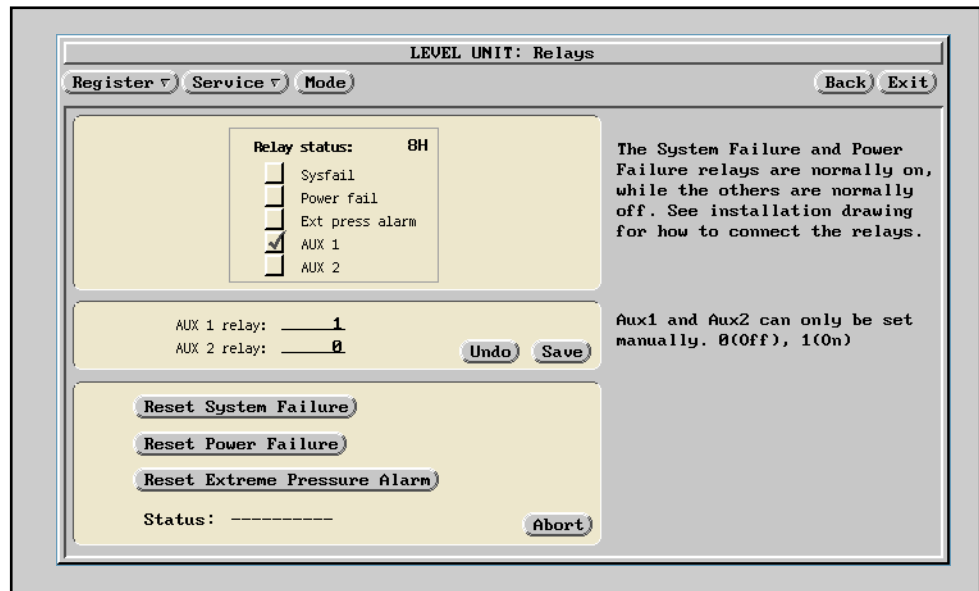 LEVEL UNIT: Relays
Register ▽ Service ▽ Mode Back Exit
Relay status: 8H
Sysfail
Power fail
Ext press alarm
AUX 1
AUX 2
The System Failure and Power
Failure relays are normally on,
while the others are normally
off. See installation drawing
for how to connect the relays.
AUX 1 relay: 1
AUX 2 relay: 0
Undo Save
Aux1 and Aux2 can only be set
manually. 0(Off), 1(On)
Reset System Failure
Reset Power Failure
Reset Extreme Pressure Alarm
Status: ----------
Abort